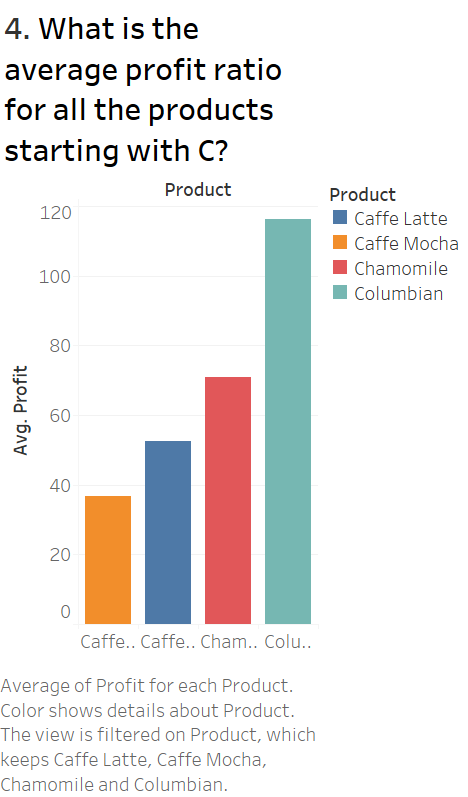 4. What is the
average profit ratio
for all the products
starting with C?
Product
120
100
80
60
40
20
0
Avg. Profit
Caffe.. Caffe.. Cham.. Colu..
Product
Caffe Latte
Caffe Mocha
Chamomile
Columbian
Average of Profit for each Product.
Color shows details about Product.
The view is filtered on Product, which
keeps Caffe Latte, Caffe Mocha,
Chamomile and Columbian.